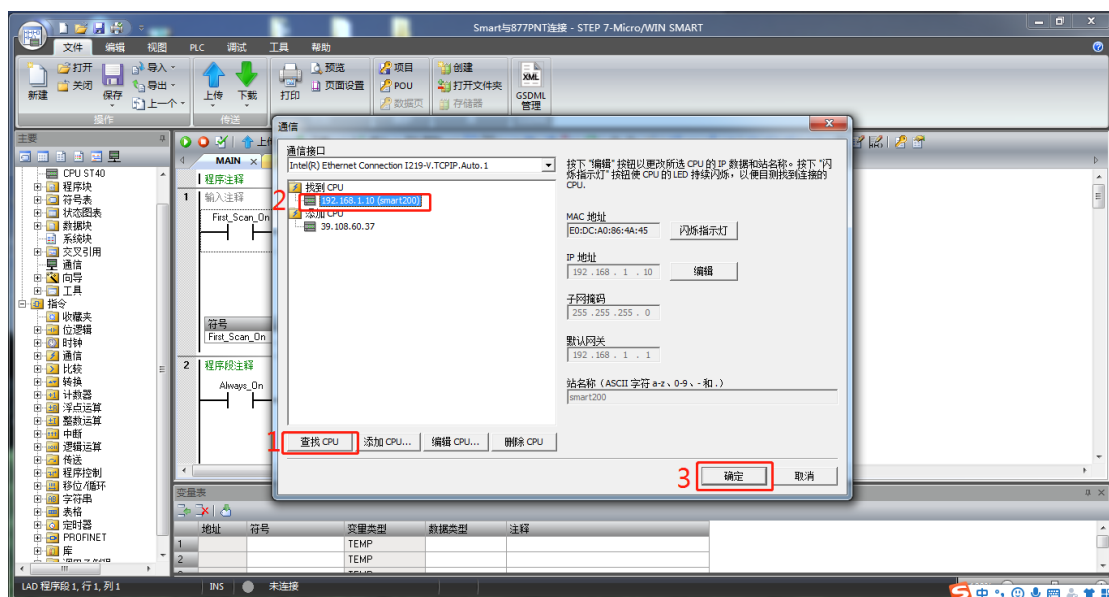 Smart与877PNT连接 - STEP 7-Micro/WIN SMART
文件 编辑 视图 PLC 调试 工具 帮助
新建 打开 关闭 保存 导入 导出 上一个
上传 下载
打印 预览 页面设置
项目 POU 数据页
创建 打开文件夹 存储器
XML GSDML 管理
操作 传送
主要
CPU ST40
程序块
符号表
状态图表
数据块
系统块
交叉引用
通信
向导
工具
指令
收藏夹
位逻辑
时钟
通信
比较
转换
计数器
浮点运算
整数运算
中断
逻辑运算
传送
程序控制
移位/循环
字符串
表格
定时器
PROFINET
库
上传
MAIN
程序注释
1 输入注释
First_Scan_On
符号
First_Scan_On
2 程序段注释
Always_On
通信
通信接口
Intel(R) Ethernet Connection I219-V.TCPIP.Auto.1
找到 CPU
2
192.168.1.10 (smart200)
添加 CPU
39.108.60.37
1
查找 CPU 添加 CPU... 编辑 CPU... 删除 CPU
按下 "编辑" 按钮以更改所选 CPU 的 IP 数据和站名称。按下 "闪
烁指示灯" 按钮使 CPU 的 LED 持续闪烁，以便目测找到连接的
CPU.
MAC 地址
E0:DC:A0:86:4A:45 闪烁指示灯
IP 地址
192 . 168 . 1 . 10 编辑
子网掩码
255 .255 .255 . 0
默认网关
192 . 168 . 1 . 1
站名称（ASCII 字符 a-z、0-9、- 和 .）
smart200
3
确定 取消
变量表
地址 符号 变量类型 数据类型 注释
1 TEMP
2 TEMP
LAD 程序段 1, 行 1, 列 1 INS 未连接
中